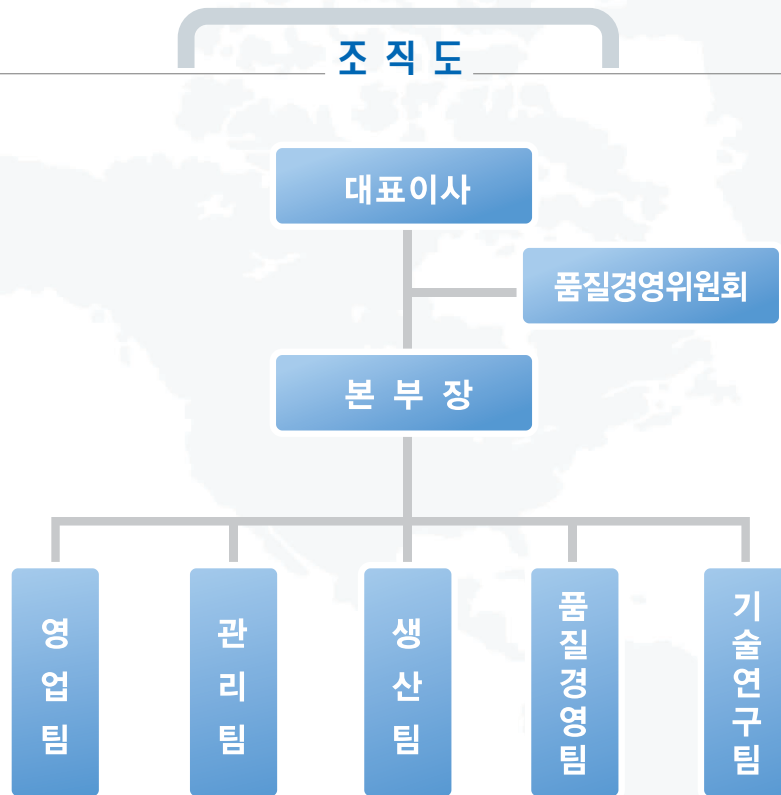 조 직 도
대표이사
품질경영위원회
본 부 장
영업팀
관리팀
생산팀
품질경영팀
기술연구팀